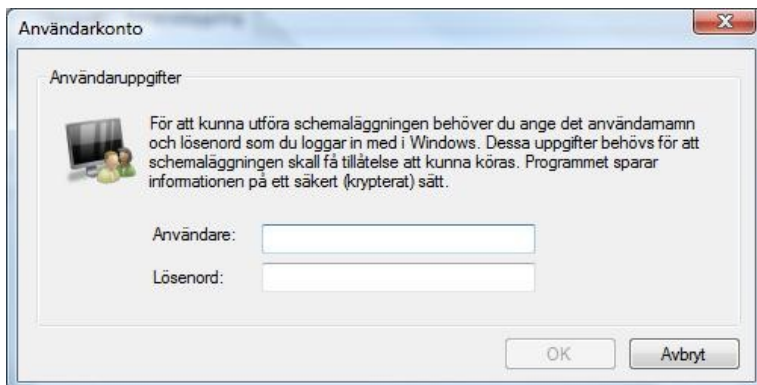 Användarkonto
Användaruppgifter
För att kunna utföra schemaläggningen behöver du ange det användarnamn
och lösenord som du loggar in med i Windows. Dessa uppgifter behövs för att
schemaläggningen skall få tillåtelse att kunna köras. Programmet sparar
informationen på ett säkert (krypterat) sätt.
Användare:
Lösenord:
OK Avbryt